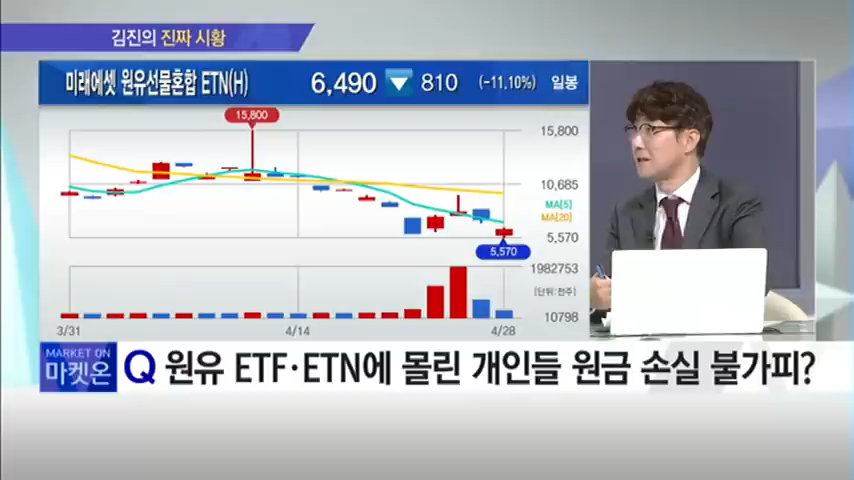 김진의 진짜 시황
미래에셋 원유선물혼합 ETN(H) 6,490 ▼ 810 (-11.10%) 일봉
15,800
15,800
10,685
MA[5]
MA[20]
5,570
5,570
1982753
[단위:천주]
10798
3/31 4/14 4/28
MARKET ON
마켓온
Q 원유 ETF·ETN에 몰린 개인들 원금 손실 불가피?